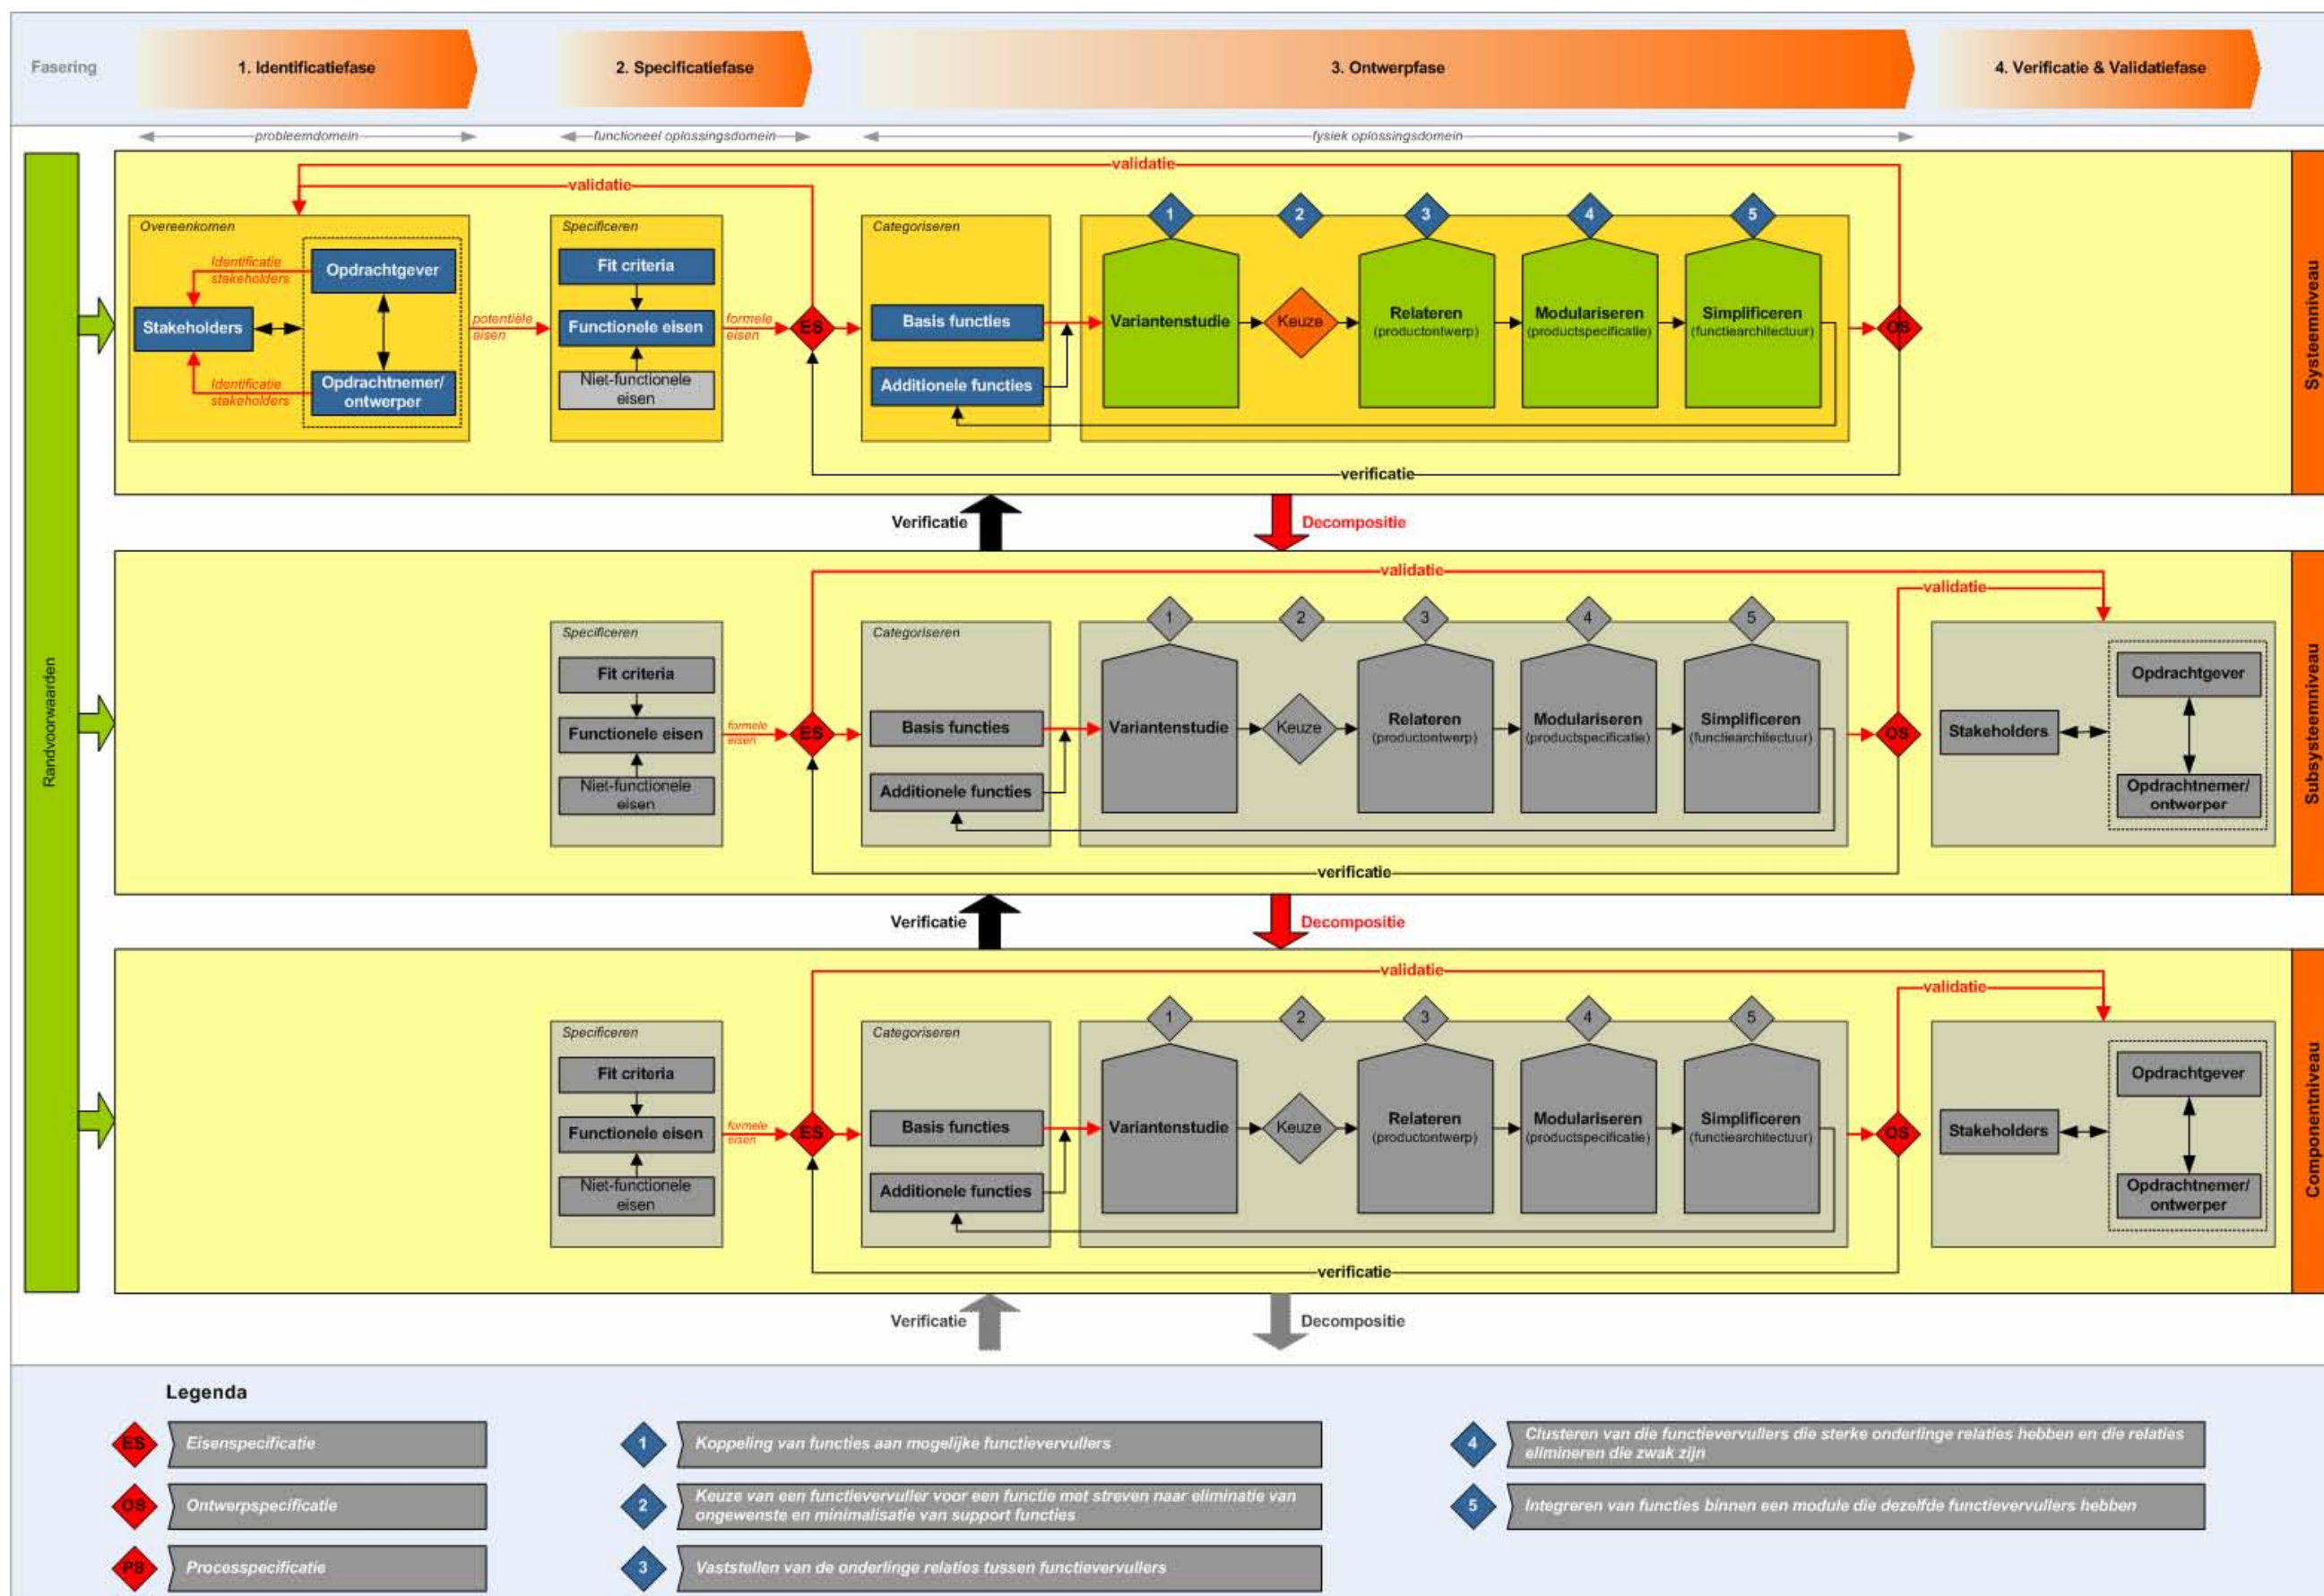 Fasering
1. Identificatiefase
2. Specificatiefase
3. Ontwerpfase
4. Verificatie & Validatiefase
probleemdomein
functioneel oplossingsdomein
fysiek oplossingsdomein
Randvoorwaarden
validatie
validatie
Overeenkomen
Identificatie
stakeholders
Opdrachtgever
Stakeholders
Identificatie
stakeholders
Opdrachtnemer/
ontwerper
potentiële
eisen
Specificeren
Fit criteria
Functionele eisen
Niet-functionele
eisen
formele
eisen
ES
Categoriseren
Basis functies
Additionele functies
1
2
3
4
5
Variantenstudie
Keuze
Relateren
(productontwerp)
Modulariseren
(productspecificatie)
Simplificeren
(functiearchitectuur)
OS
verificatie
Systeemniveau
Verificatie
Decompositie
validatie
validatie
Specificeren
Fit criteria
Functionele eisen
Niet-functionele
eisen
formele
eisen
ES
Categoriseren
Basis functies
Additionele functies
1
2
3
4
5
Variantenstudie
Keuze
Relateren
(productontwerp)
Modulariseren
(productspecificatie)
Simplificeren
(functiearchitectuur)
OS
Stakeholders
Opdrachtgever
Opdrachtnemer/
ontwerper
verificatie
Subsysteemniveau
Verificatie
Decompositie
validatie
validatie
Specificeren
Fit criteria
Functionele eisen
Niet-functionele
eisen
formele
eisen
ES
Categoriseren
Basis functies
Additionele functies
1
2
3
4
5
Variantenstudie
Keuze
Relateren
(productontwerp)
Modulariseren
(productspecificatie)
Simplificeren
(functiearchitectuur)
OS
Stakeholders
Opdrachtgever
Opdrachtnemer/
ontwerper
verificatie
Componentniveau
Verificatie
Decompositie
Legenda
ES Eisenspecificatie
OS Ontwerpspecificatie
PS Processpecificatie
1 Koppeling van functies aan mogelijke functievervullers
2 Keuze van een functievervuller voor een functie met streven naar eliminatie van
ongewenste en minimalisatie van support functies
3 Vaststellen van de onderlinge relaties tussen functievervullers
4 Clusteren van die functievervullers die sterke onderlinge relaties hebben en die relaties
elimineren die zwak zijn
5 Integreren van functies binnen een module die dezelfde functievervullers hebben